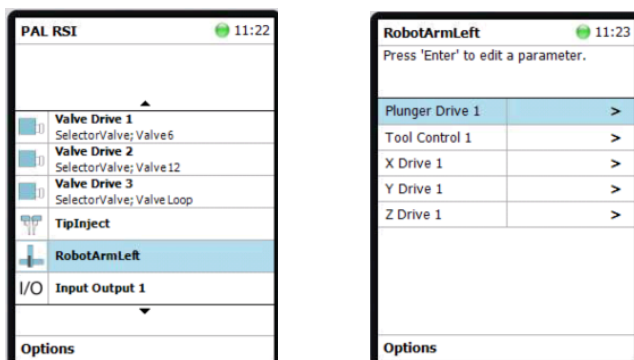 PAL RSI 11:22
Valve Drive 1
SelectorValve; Valve6
Valve Drive 2
SelectorValve; Valve12
Valve Drive 3
SelectorValve; Valve Loop
TipInject
RobotArmLeft
I/O Input Output 1
Options
RobotArmLeft 11:23
Press 'Enter' to edit a parameter.
Plunger Drive 1 >
Tool Control 1 >
X Drive 1 >
Y Drive 1 >
Z Drive 1 >
Options